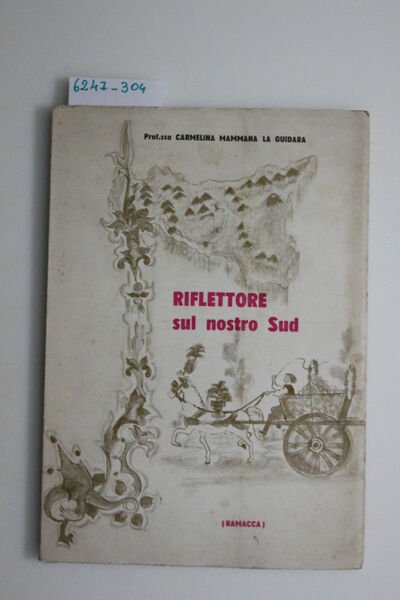 6247-304
Prof.ssa CARMELINA MAMMANA LA GUIDARA
RIFLETTORE
sul nostro Sud
(RAMACCA)